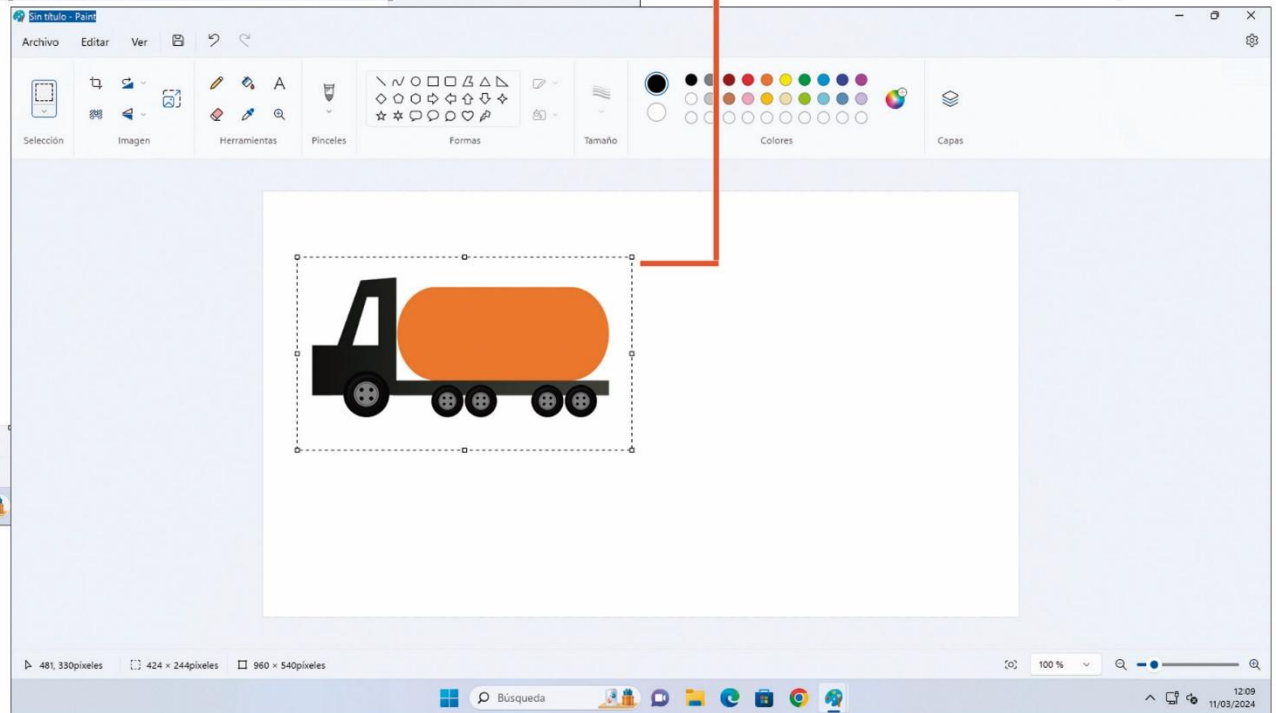 Sin título - Paint
Archivo Editar Ver
Selección Imagen Herramientas Pinceles Formas Tamaño Colores Capas
481, 330píxeles 424 × 244píxeles 960 × 540píxeles 100 %
Búsqueda
12:09
11/03/2024